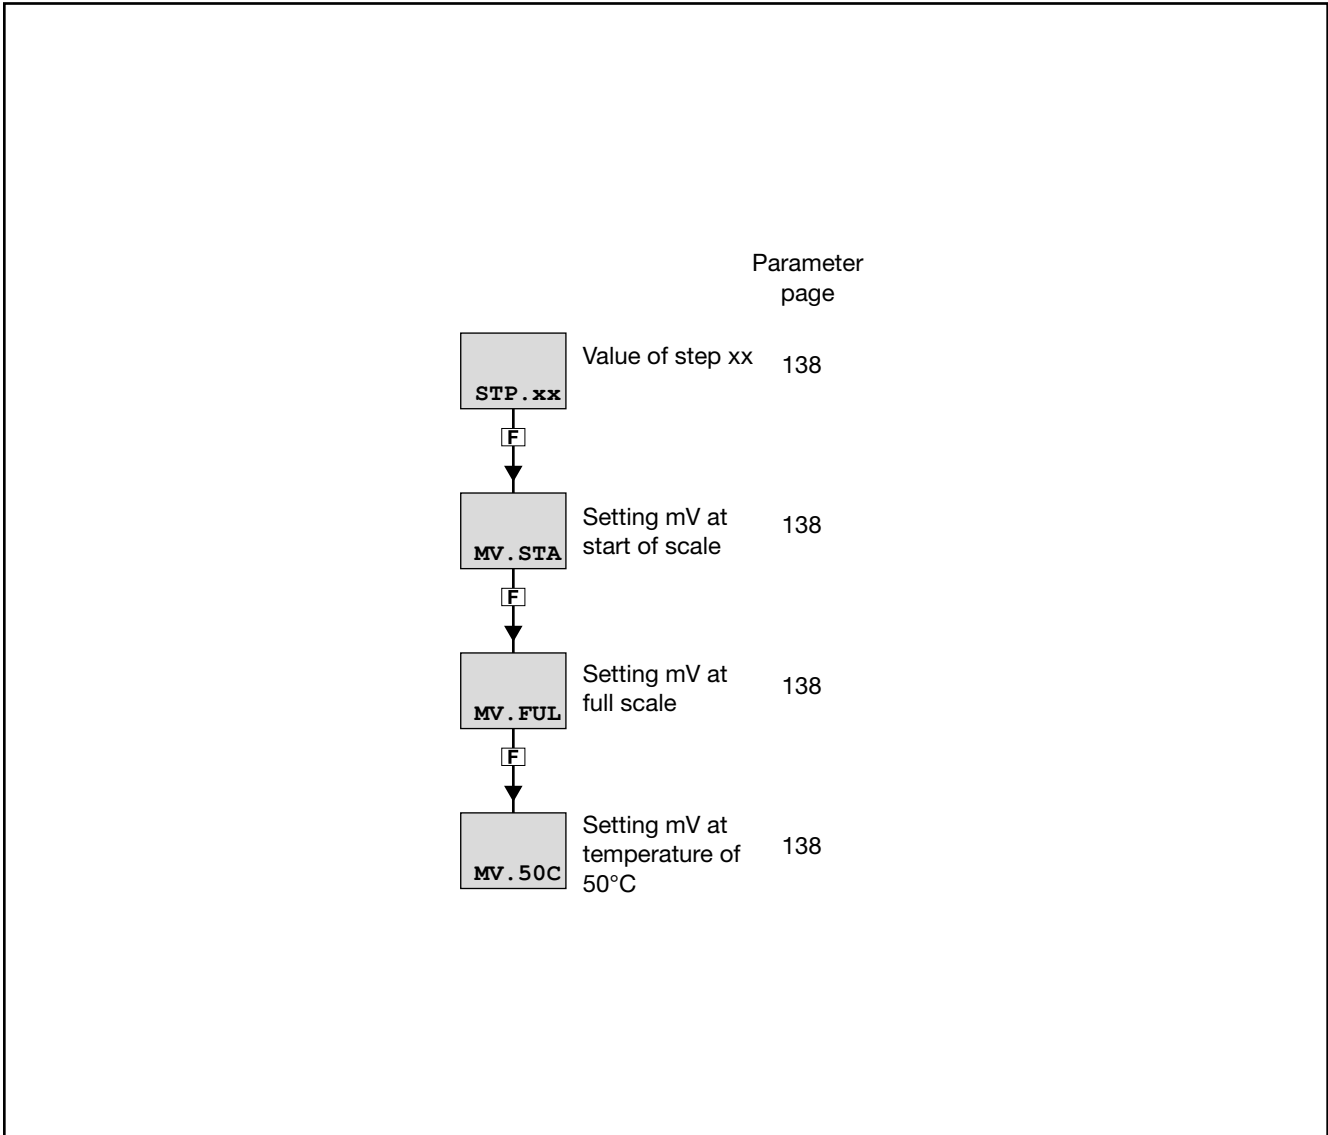 Parameter
page
Value of step xx 138
STP.xx
F
Setting mV at
start of scale
138
MV.STA
F
Setting mV at
full scale
138
MV.FUL
F
Setting mV at
temperature of
50°C
138
MV.50C